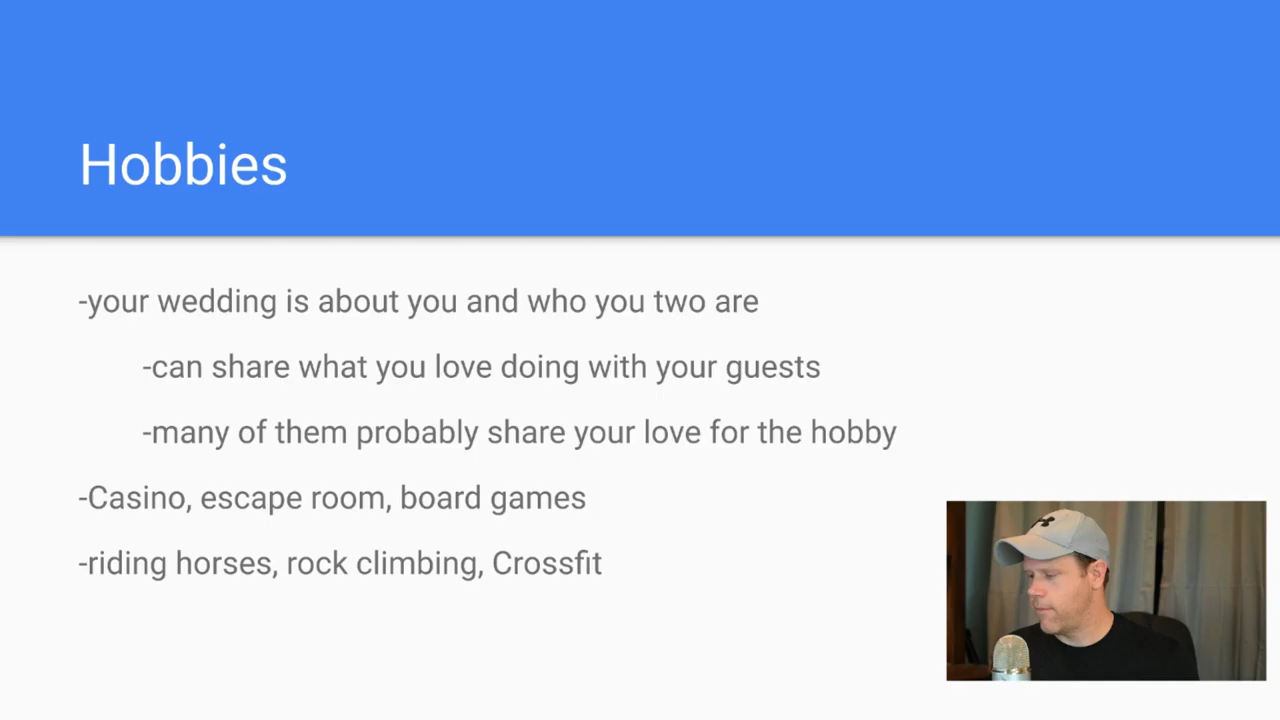 Hobbies
-your wedding is about you and who you two are
-can share what you love doing with your guests
-many of them probably share your love for the hobby
-Casino, escape room, board games
-riding horses, rock climbing, Crossfit